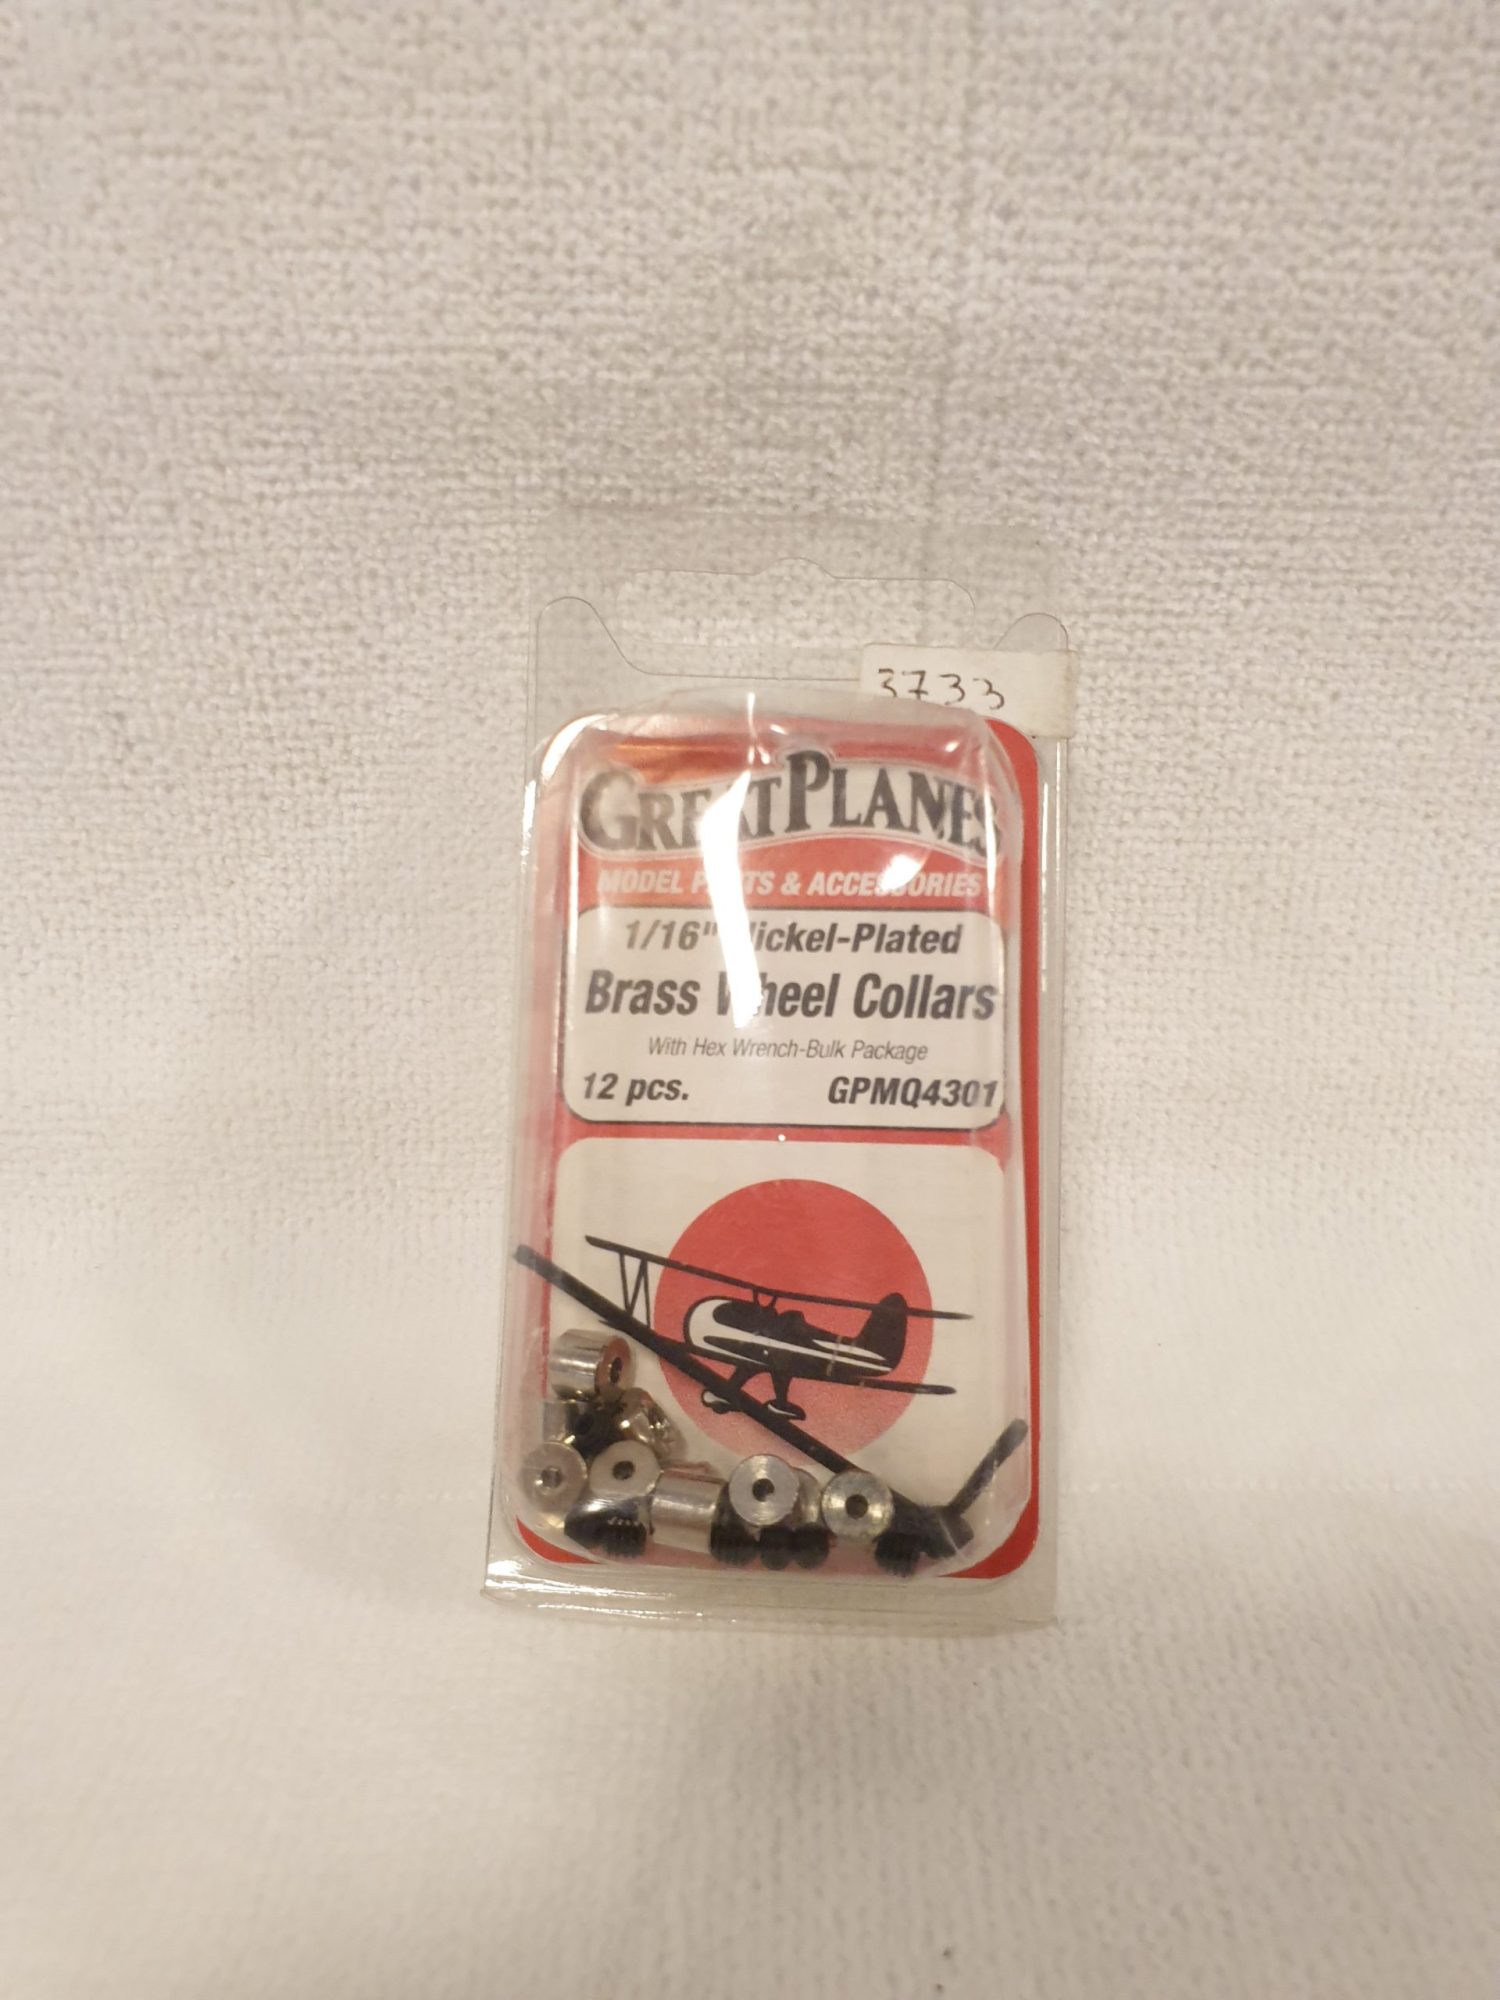 3733
GREAT PLANES
MODEL PARTS & ACCESSORIES
1/16" Nickel-Plated
Brass Wheel Collars
With Hex Wrench-Bulk Package
12 pcs. GPMQ4301